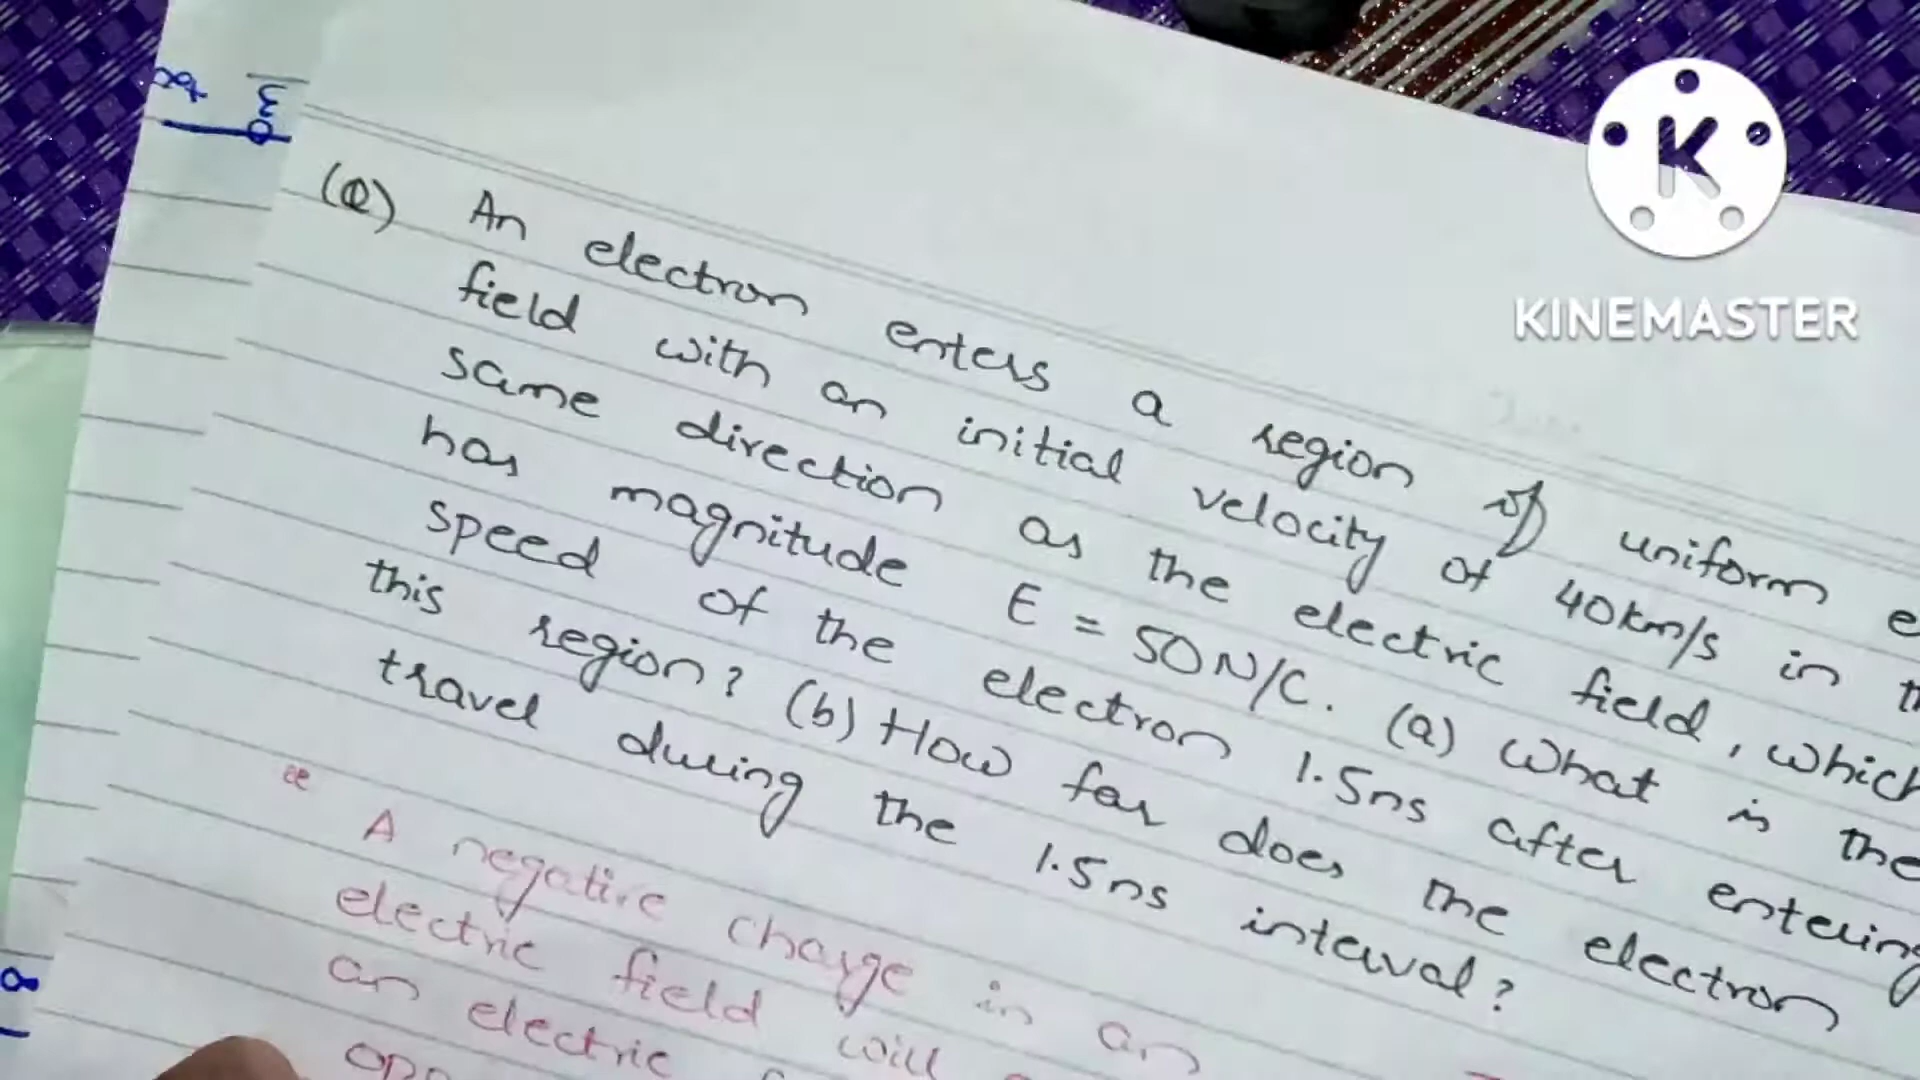 (Q) An electron enters a region of uniform e
field with an initial velocity of 40km/s in th
same direction as the electric field, which
has magnitude E = 50N/C. (a) What is the
speed of the electron 1.5ns after entering
this region? (b) How far does the electron
travel during the 1.5ns interval?
A negative charge in an
electric field will
an electric
opp
K
KINEMASTER